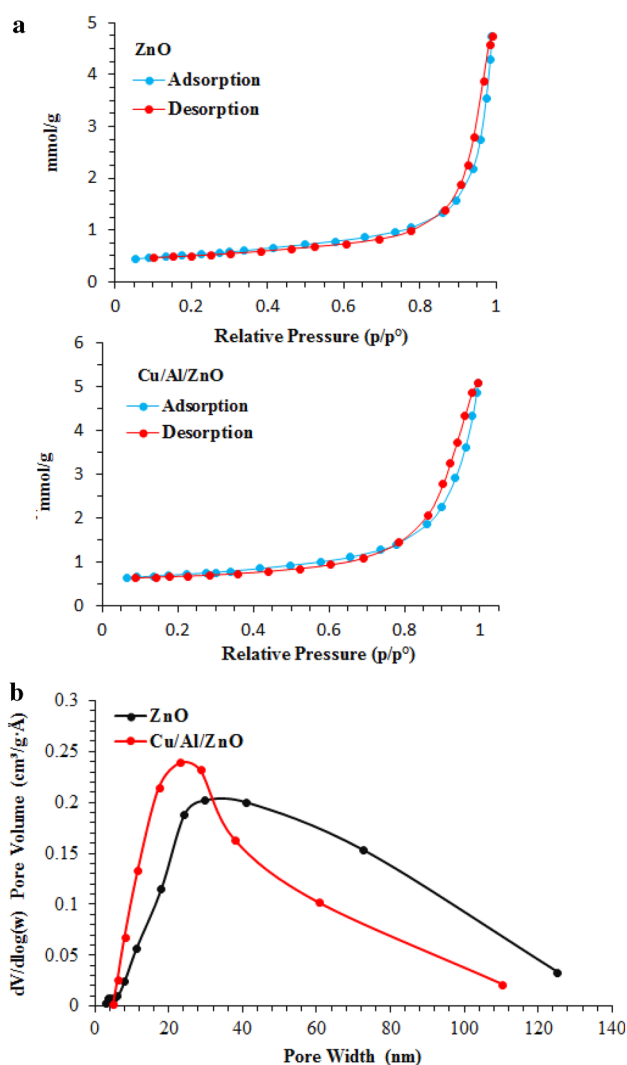 a
ZnO
Adsorption
Desorption
mmol/g
5
4
3
2
1
0
0 0.2 0.4 0.6 0.8 1
Relative Pressure (p/p°)
Cu/Al/ZnO
Adsorption
Desorption
mmol/g
6
5
4
3
2
1
0
0 0.2 0.4 0.6 0.8 1
Relative Pressure (p/p°)
b
ZnO
Cu/Al/ZnO
dV/dlog(w) Pore Volume (cm³/g·Å)
0.3
0.25
0.2
0.15
0.1
0.05
0
0 20 40 60 80 100 120 140
Pore Width (nm)